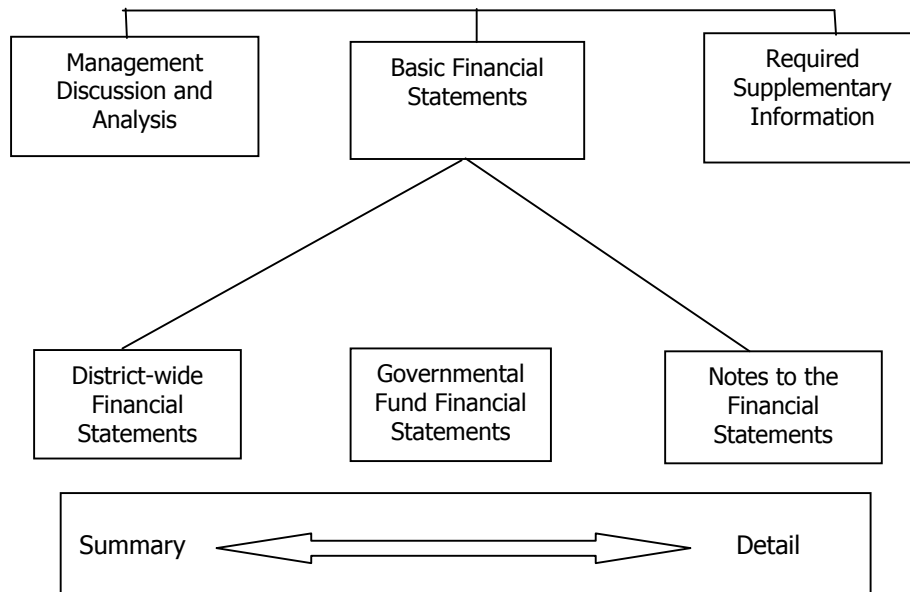 Management
Discussion and
Analysis
Basic Financial
Statements
Required
Supplementary
Information
District-wide
Financial
Statements
Governmental
Fund Financial
Statements
Notes to the
Financial
Statements
Summary
Detail